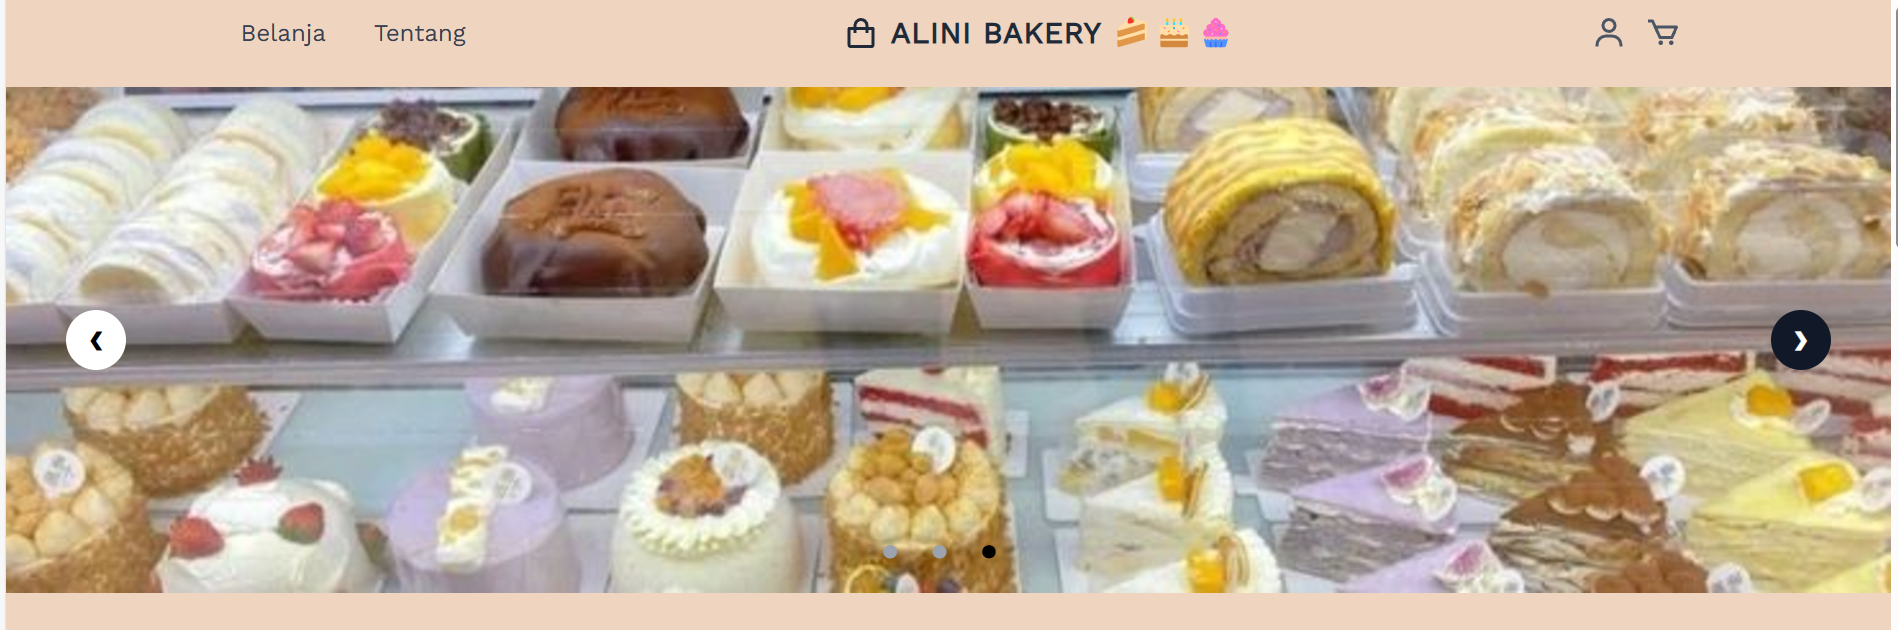 Belanja
Tentang
ALINI BAKERY 🍰 🎂 🧁